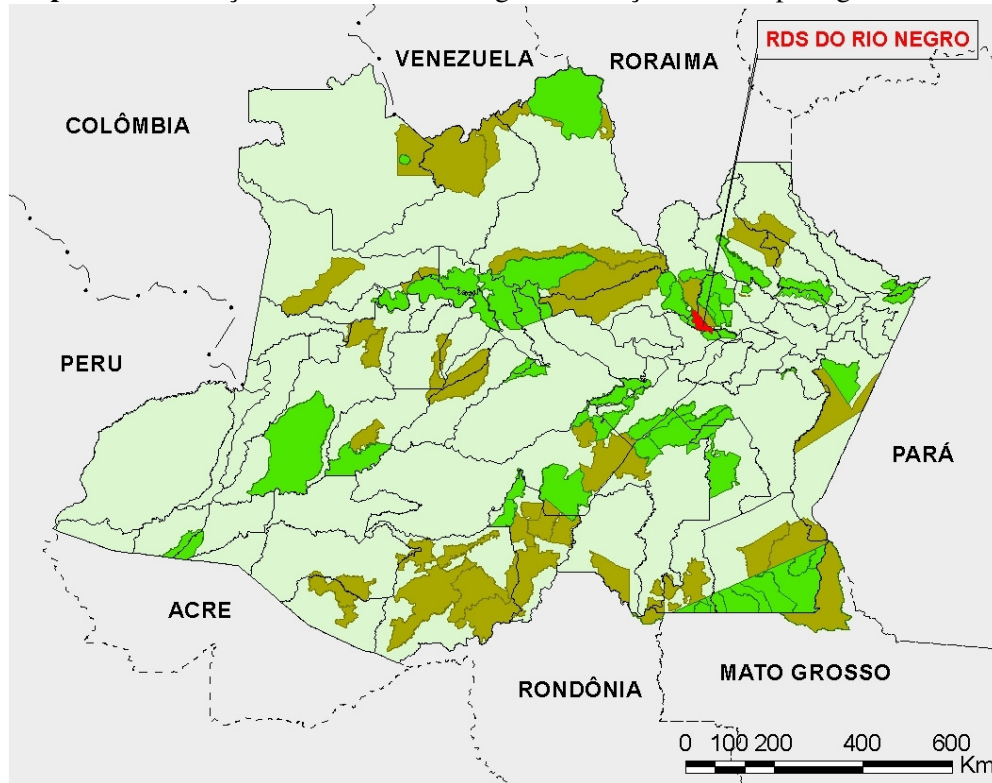 RDS DO RIO NEGRO
VENEZUELA
RORAIMA
COLÔMBIA
PERU
PARÁ
ACRE
RONDÔNIA
MATO GROSSO
0 100 200 400 600
Km